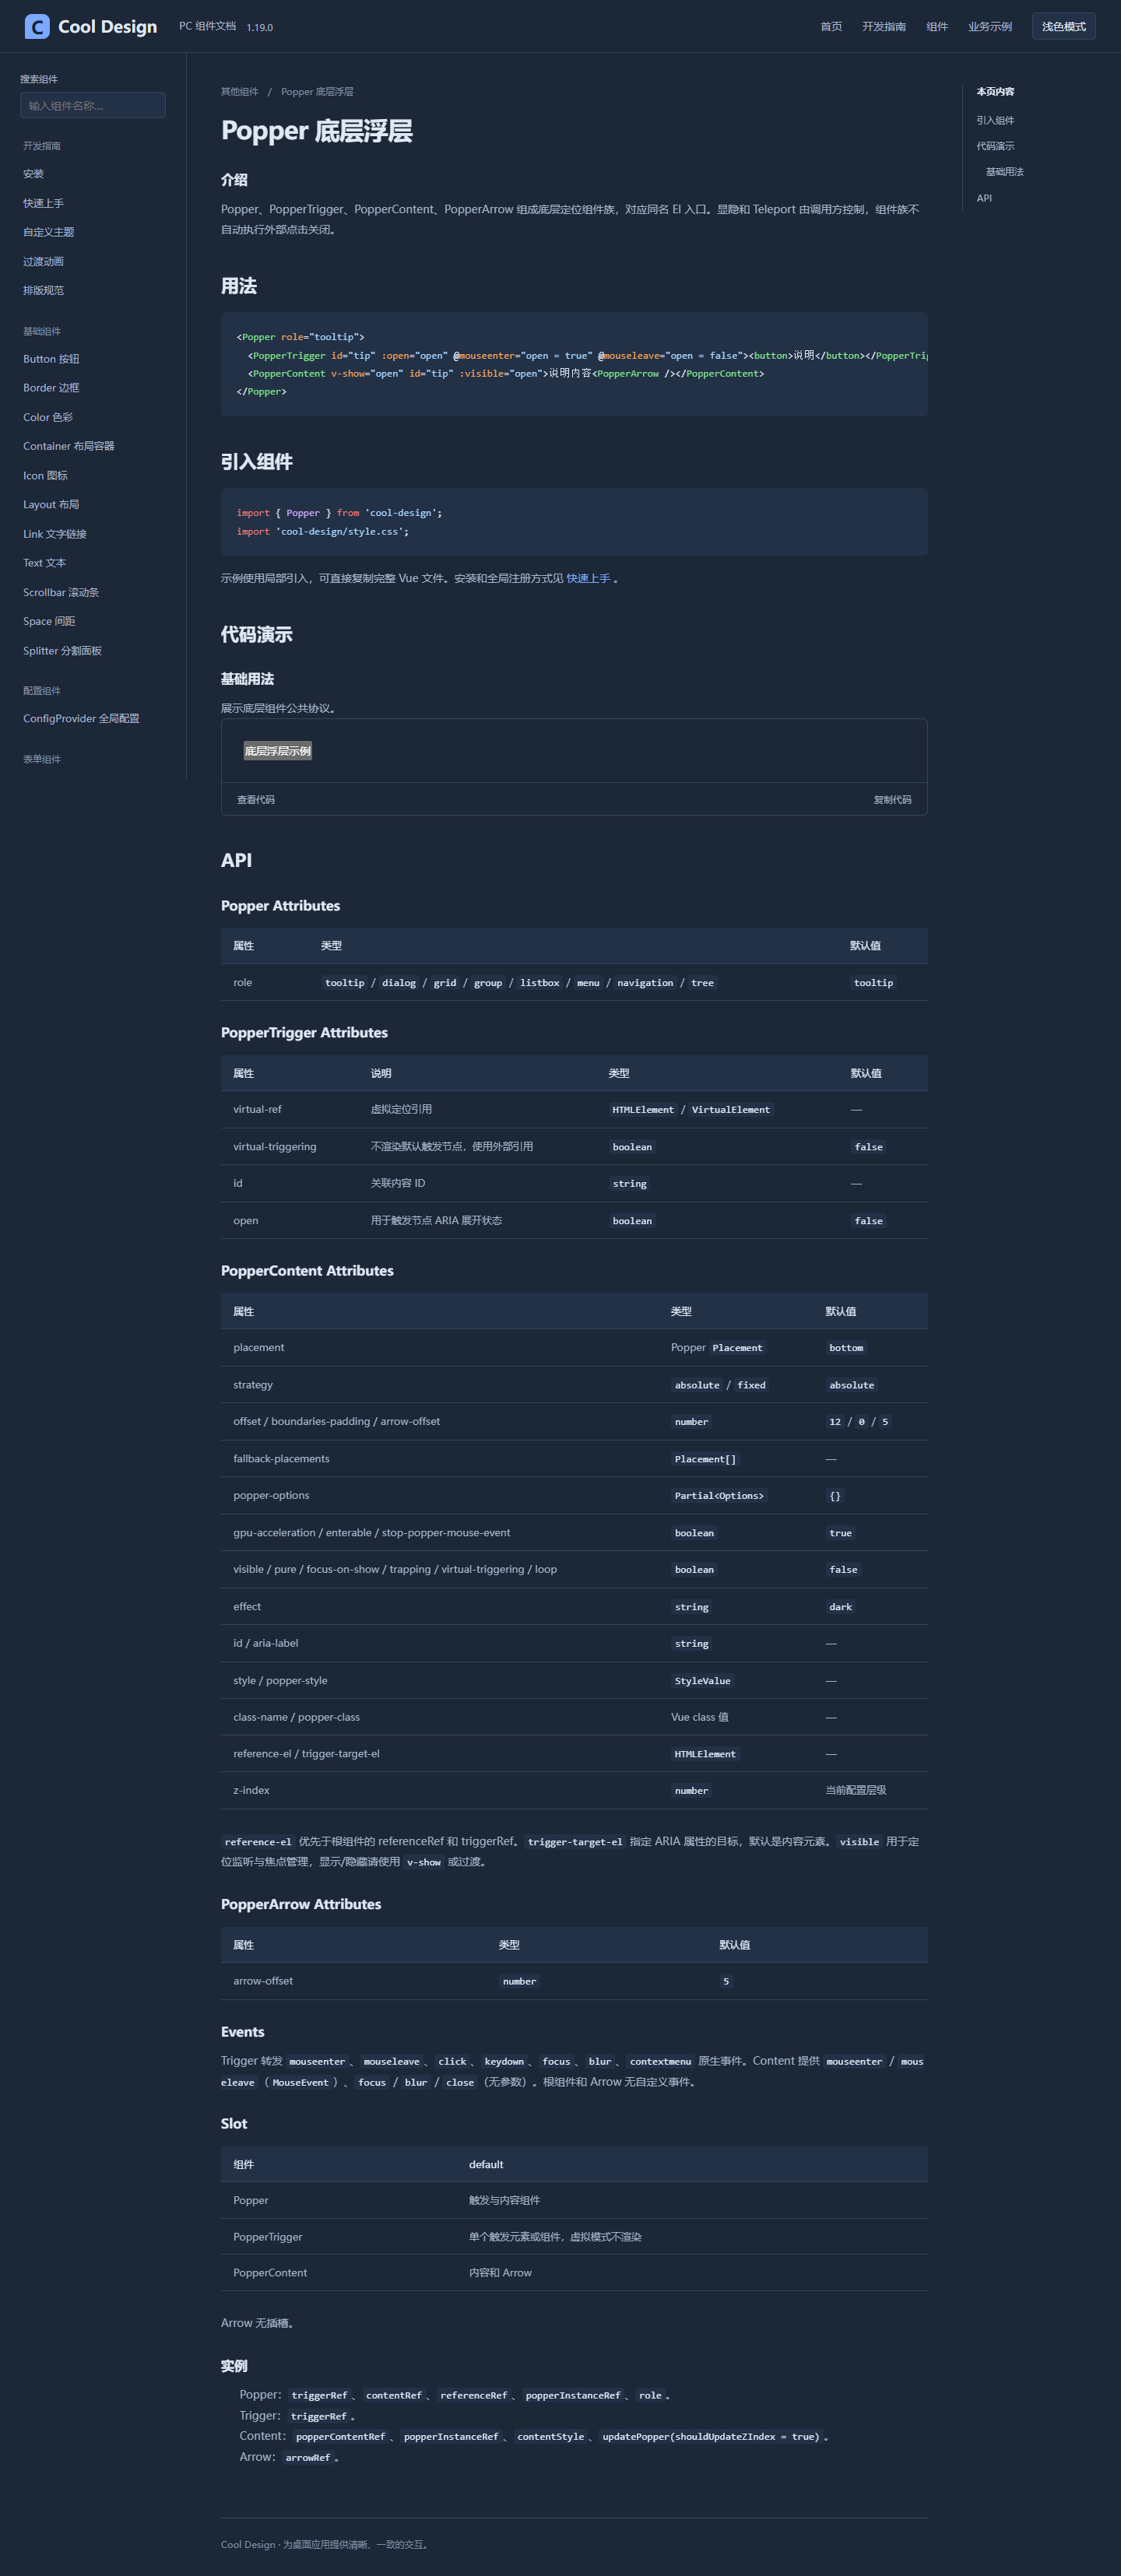 C Cool Design PC 组件文档 1.19.0 首页 开发指南 组件 业务示例 浅色模式
搜索组件
输入组件名称...
开发指南
安装
快速上手
自定义主题
过渡动画
排版规范
基础组件
Button 按钮
Border 边框
Color 色彩
Container 布局容器
Icon 图标
Layout 布局
Link 文字链接
Text 文本
Scrollbar 滚动条
Space 间距
Splitter 分割面板
配置组件
ConfigProvider 全局配置
表单组件
其他组件 / Popper 底层浮层
Popper 底层浮层
介绍
Popper、PopperTrigger、PopperContent、PopperArrow 组成底层定位组件族，对应同名 El 入口。显隐和 Teleport 由调用方控制，组件族不
自动执行外部点击关闭。
用法
<Popper role="tooltip">
<PopperTrigger id="tip" :open="open" @mouseenter="open = true" @mouseleave="open = false"><button>说明</button></PopperTrig
<PopperContent v-show="open" id="tip" :visible="open">说明内容<PopperArrow /></PopperContent>
</Popper>
引入组件
import { Popper } from 'cool-design';
import 'cool-design/style.css';
示例使用局部引入，可直接复制完整 Vue 文件。安装和全局注册方式见 快速上手 。
代码演示
基础用法
展示底层组件公共协议。
底层浮层示例
查看代码 复制代码
API
Popper Attributes
属性 类型 默认值
role tooltip / dialog / grid / group / listbox / menu / navigation / tree tooltip
PopperTrigger Attributes
属性 说明 类型 默认值
virtual-ref 虚拟定位引用 HTMLElement / VirtualElement —
virtual-triggering 不渲染默认触发节点，使用外部引用 boolean false
id 关联内容 ID string —
open 用于触发节点 ARIA 展开状态 boolean false
PopperContent Attributes
属性 类型 默认值
placement Popper Placement bottom
strategy absolute / fixed absolute
offset / boundaries-padding / arrow-offset number 12 / 0 / 5
fallback-placements Placement[] —
popper-options Partial<Options> {}
gpu-acceleration / enterable / stop-popper-mouse-event boolean true
visible / pure / focus-on-show / trapping / virtual-triggering / loop boolean false
effect string dark
id / aria-label string —
style / popper-style StyleValue —
class-name / popper-class Vue class 值 —
reference-el / trigger-target-el HTMLElement —
z-index number 当前配置层级
reference-el 优先于根组件的 referenceRef 和 triggerRef。 trigger-target-el 指定 ARIA 属性的目标，默认是内容元素。 visible 用于定
位监听与焦点管理，显示/隐藏请使用 v-show 或过渡。
PopperArrow Attributes
属性 类型 默认值
arrow-offset number 5
Events
Trigger 转发 mouseenter 、 mouseleave 、 click 、 keydown 、 focus 、 blur 、 contextmenu 原生事件。Content 提供 mouseenter / mous
eleave （ MouseEvent ）、 focus / blur / close （无参数）。根组件和 Arrow 无自定义事件。
Slot
组件 default
Popper 触发与内容组件
PopperTrigger 单个触发元素或组件，虚拟模式不渲染
PopperContent 内容和 Arrow
Arrow 无插槽。
实例
Popper： triggerRef 、 contentRef 、 referenceRef 、 popperInstanceRef 、 role 。
Trigger： triggerRef 。
Content： popperContentRef 、 popperInstanceRef 、 contentStyle 、 updatePopper(shouldUpdateZIndex = true) 。
Arrow： arrowRef 。
Cool Design · 为桌面应用提供清晰、一致的交互。
本页内容
引入组件
代码演示
基础用法
API